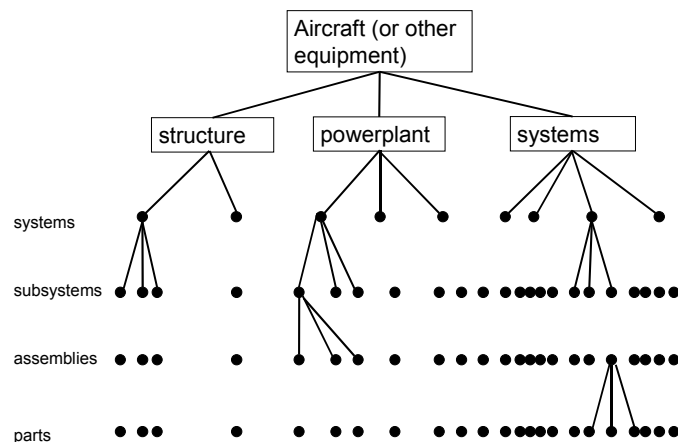 Aircraft (or other
equipment)
structure
powerplant
systems
systems
subsystems
assemblies
parts